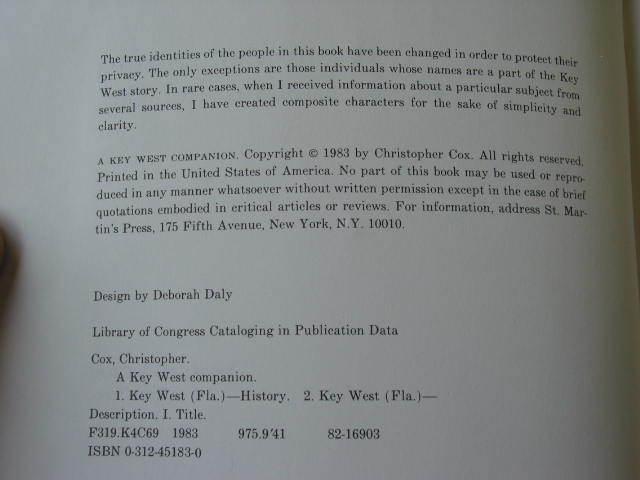 The true identities of the people in this book have been changed in order to protect their
privacy. The only exceptions are those individuals whose names are a part of the Key
West story. In rare cases, when I received information about a particular subject from
several sources, I have created composite characters for the sake of simplicity and
clarity.
A KEY WEST COMPANION. Copyright © 1983 by Christopher Cox. All rights reserved.
Printed in the United States of America. No part of this book may be used or repro-
duced in any manner whatsoever without written permission except in the case of brief
quotations embodied in critical articles or reviews. For information, address St. Mar-
tin's Press, 175 Fifth Avenue, New York, N.Y. 10010.
Design by Deborah Daly
Library of Congress Cataloging in Publication Data
Cox, Christopher.
A Key West companion.
1. Key West (Fla.)—History. 2. Key West (Fla.)—
Description. I. Title.
F319.K4C69 1983 975.9'41 82-16903
ISBN 0-312-45183-0